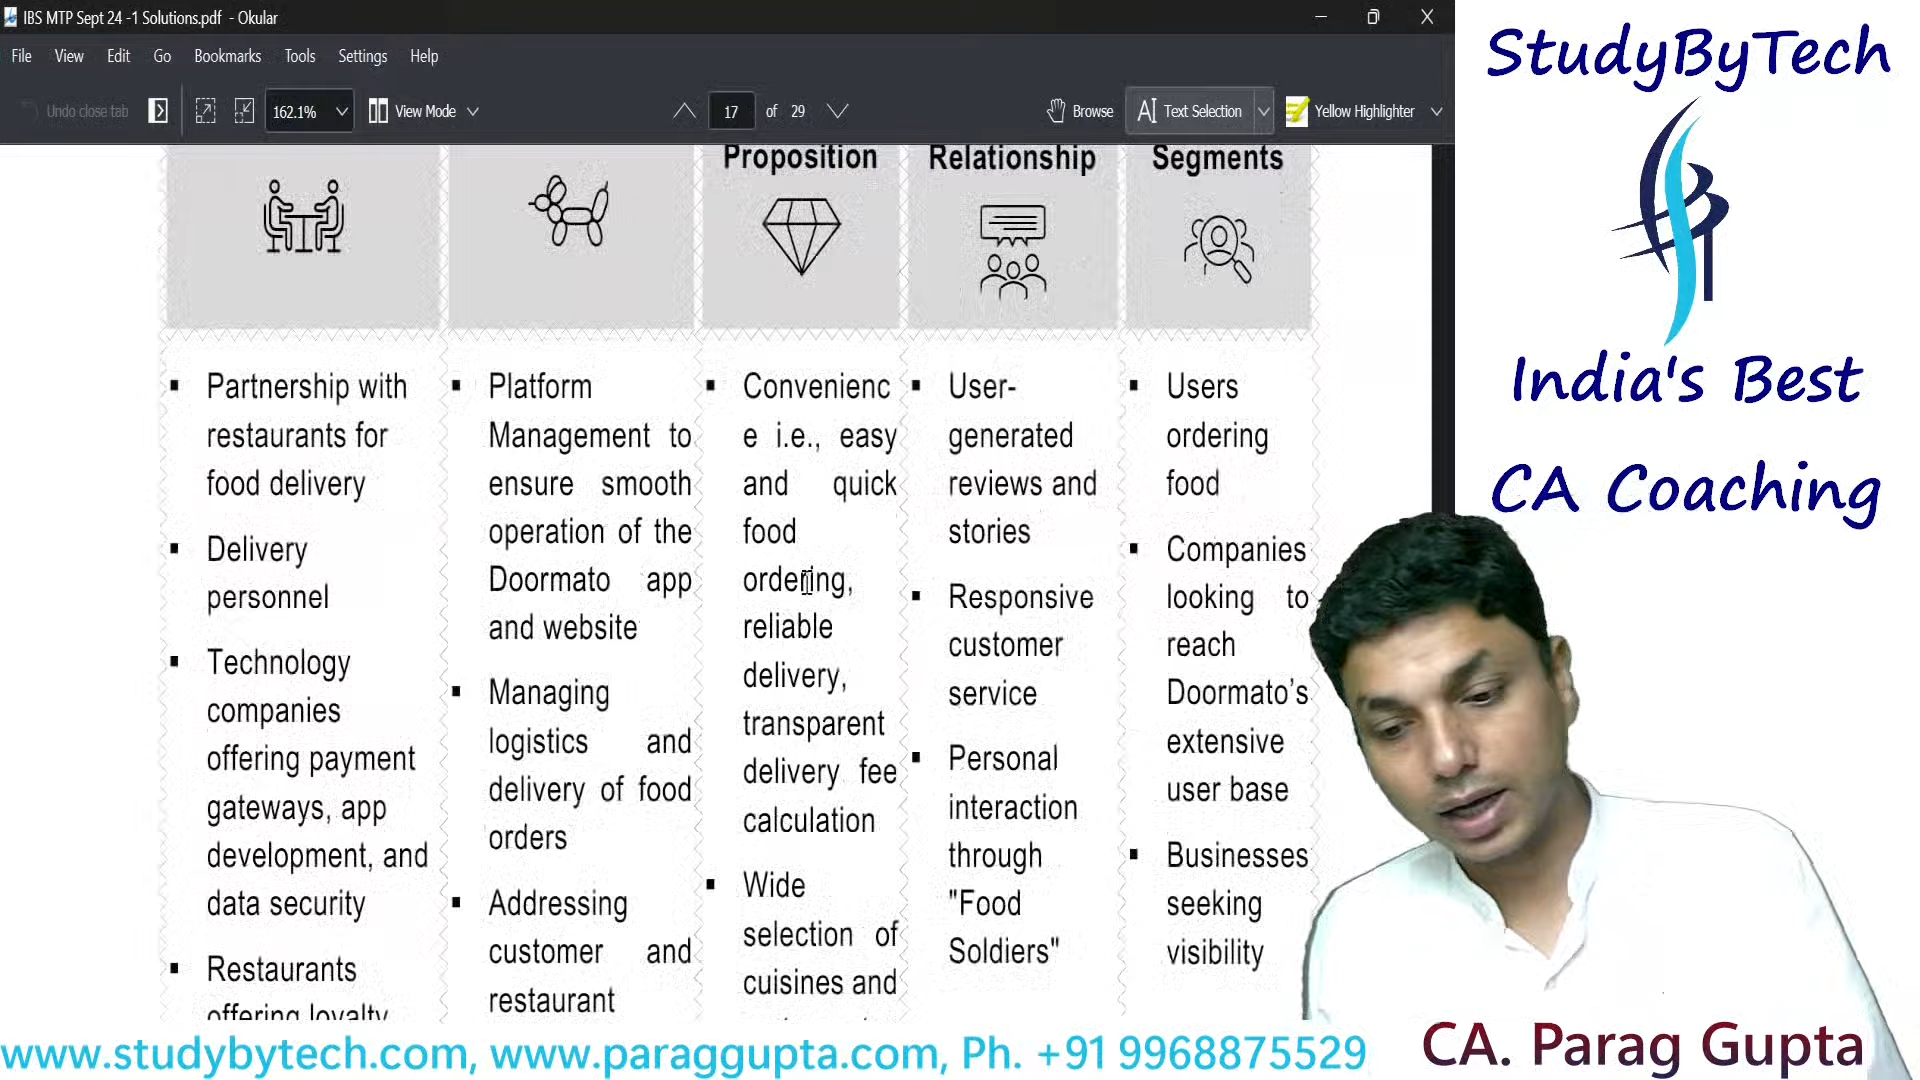 IBS MTP Sept 24 -1 Solutions.pdf - Okular
File View Edit Go Bookmarks Tools Settings Help
Undo close tab 162.1% View Mode 17 of 29 Browse Text Selection Yellow Highlighter
Proposition
Relationship
Segments
Partnership with
restaurants for
food delivery
Delivery
personnel
Technology
companies
offering payment
gateways, app
development, and
data security
Restaurants
offering loyalty
Platform
Management to
ensure smooth
operation of the
Doormato app
and website
Managing
logistics and
delivery of food
orders
Addressing
customer and
restaurant
Convenienc
e i.e., easy
and quick
food
ordering,
reliable
delivery,
transparent
delivery fee
calculation
Wide
selection of
cuisines and
User-
generated
reviews and
stories
Responsive
customer
service
Personal
interaction
through
"Food
Soldiers"
Users
ordering
food
Companies
looking to
reach
Doormato's
extensive
user base
Businesses
seeking
visibility
StudyByTech
India's Best
CA Coaching
www.studybytech.com, www.paraggupta.com, Ph. +91 9968875529
CA. Parag Gupta